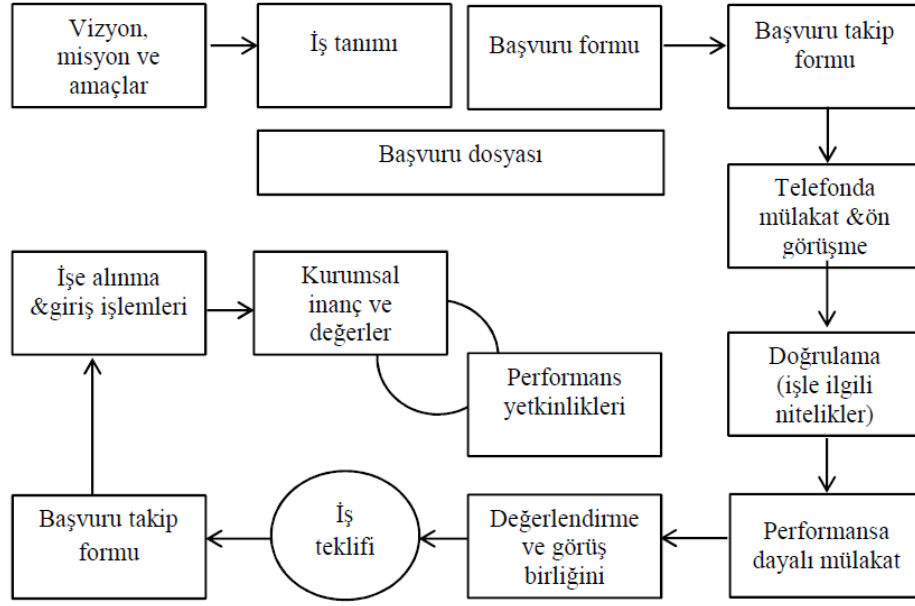 Vizyon,
misyon ve
amaçlar
İş tanımı
Başvuru formu
Başvuru takip
formu
Başvuru dosyası
Telefonda
mülakat &ön
görüşme
İşe alınma
&giriş işlemleri
Kurumsal
inanç ve
değerler
Performans
yetkinlikleri
Doğrulama
(işle ilgili
nitelikler)
Başvuru takip
formu
İş
teklifi
Değerlendirme
ve görüş
birliğini
Performansa
dayalı mülakat